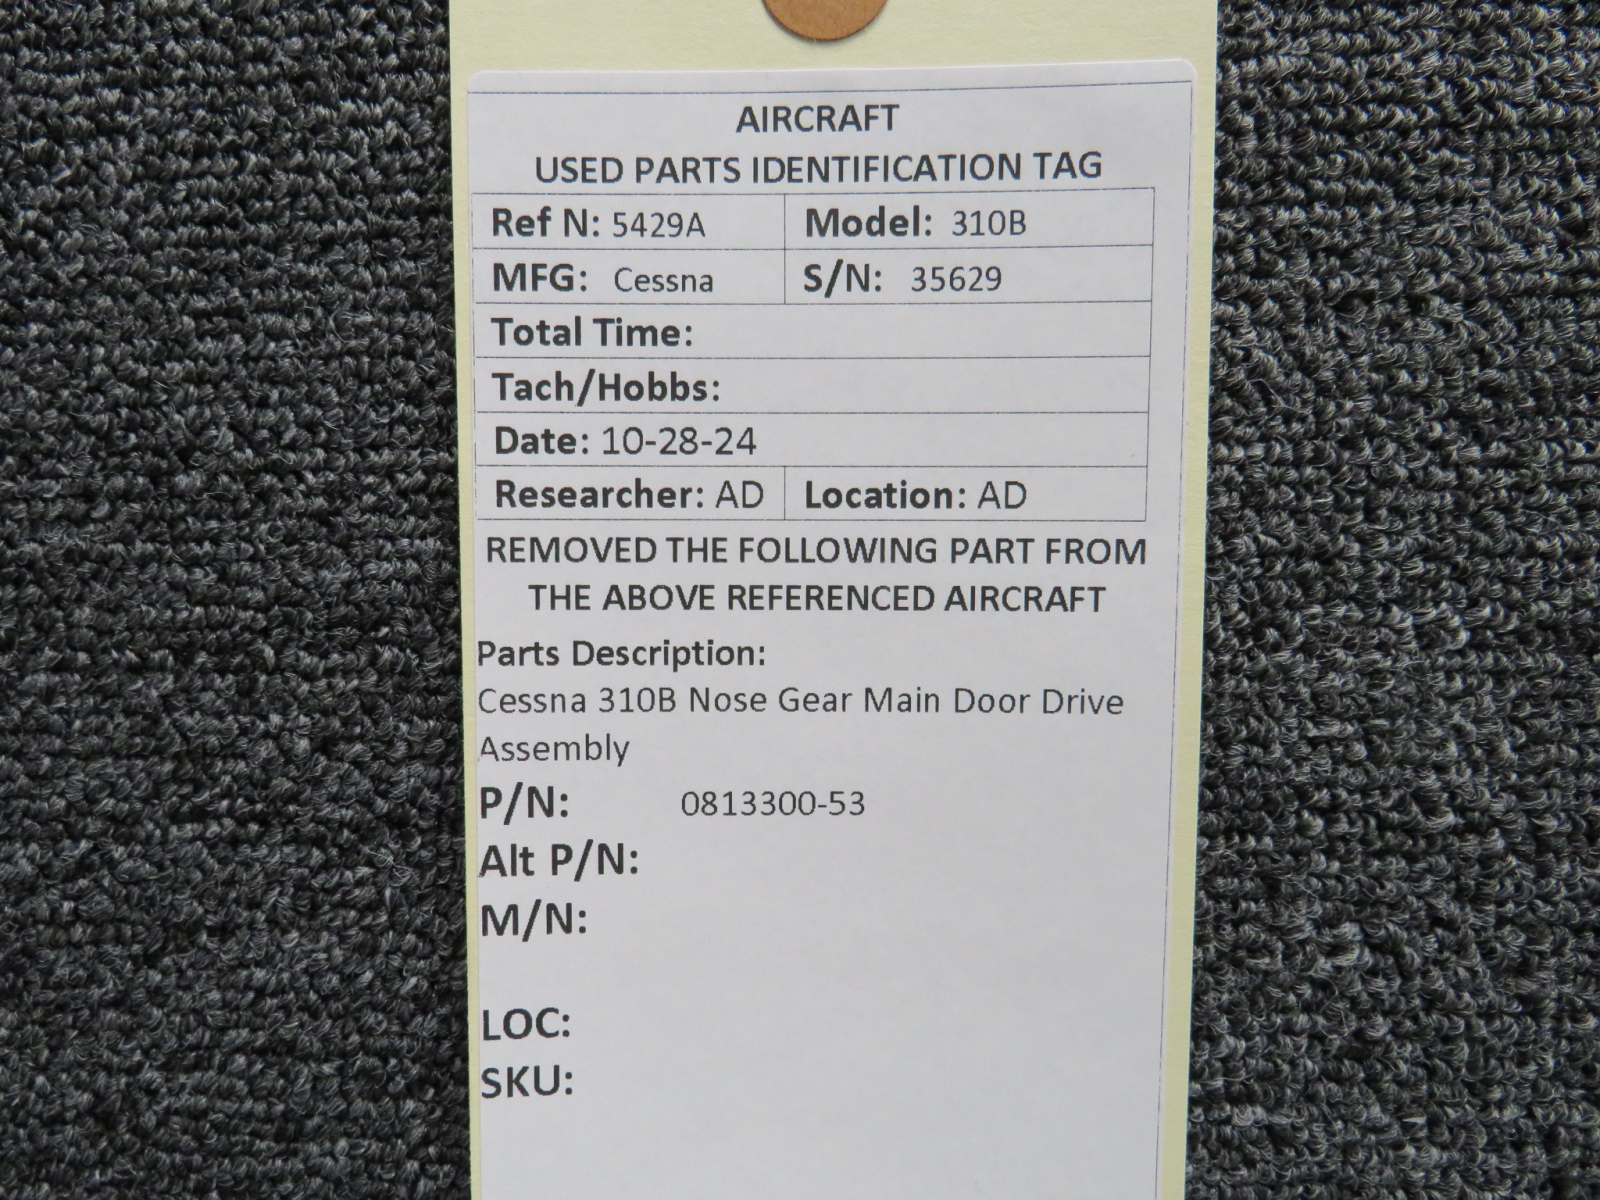 AIRCRAFT
USED PARTS IDENTIFICATION TAG
Ref N: 5429A Model: 310B
MFG: Cessna S/N: 35629
Total Time:
Tach/Hobbs:
Date: 10-28-24
Researcher: AD Location: AD
REMOVED THE FOLLOWING PART FROM
THE ABOVE REFERENCED AIRCRAFT
Parts Description:
Cessna 310B Nose Gear Main Door Drive
Assembly
P/N: 0813300-53
Alt P/N:
M/N:
LOC:
SKU: